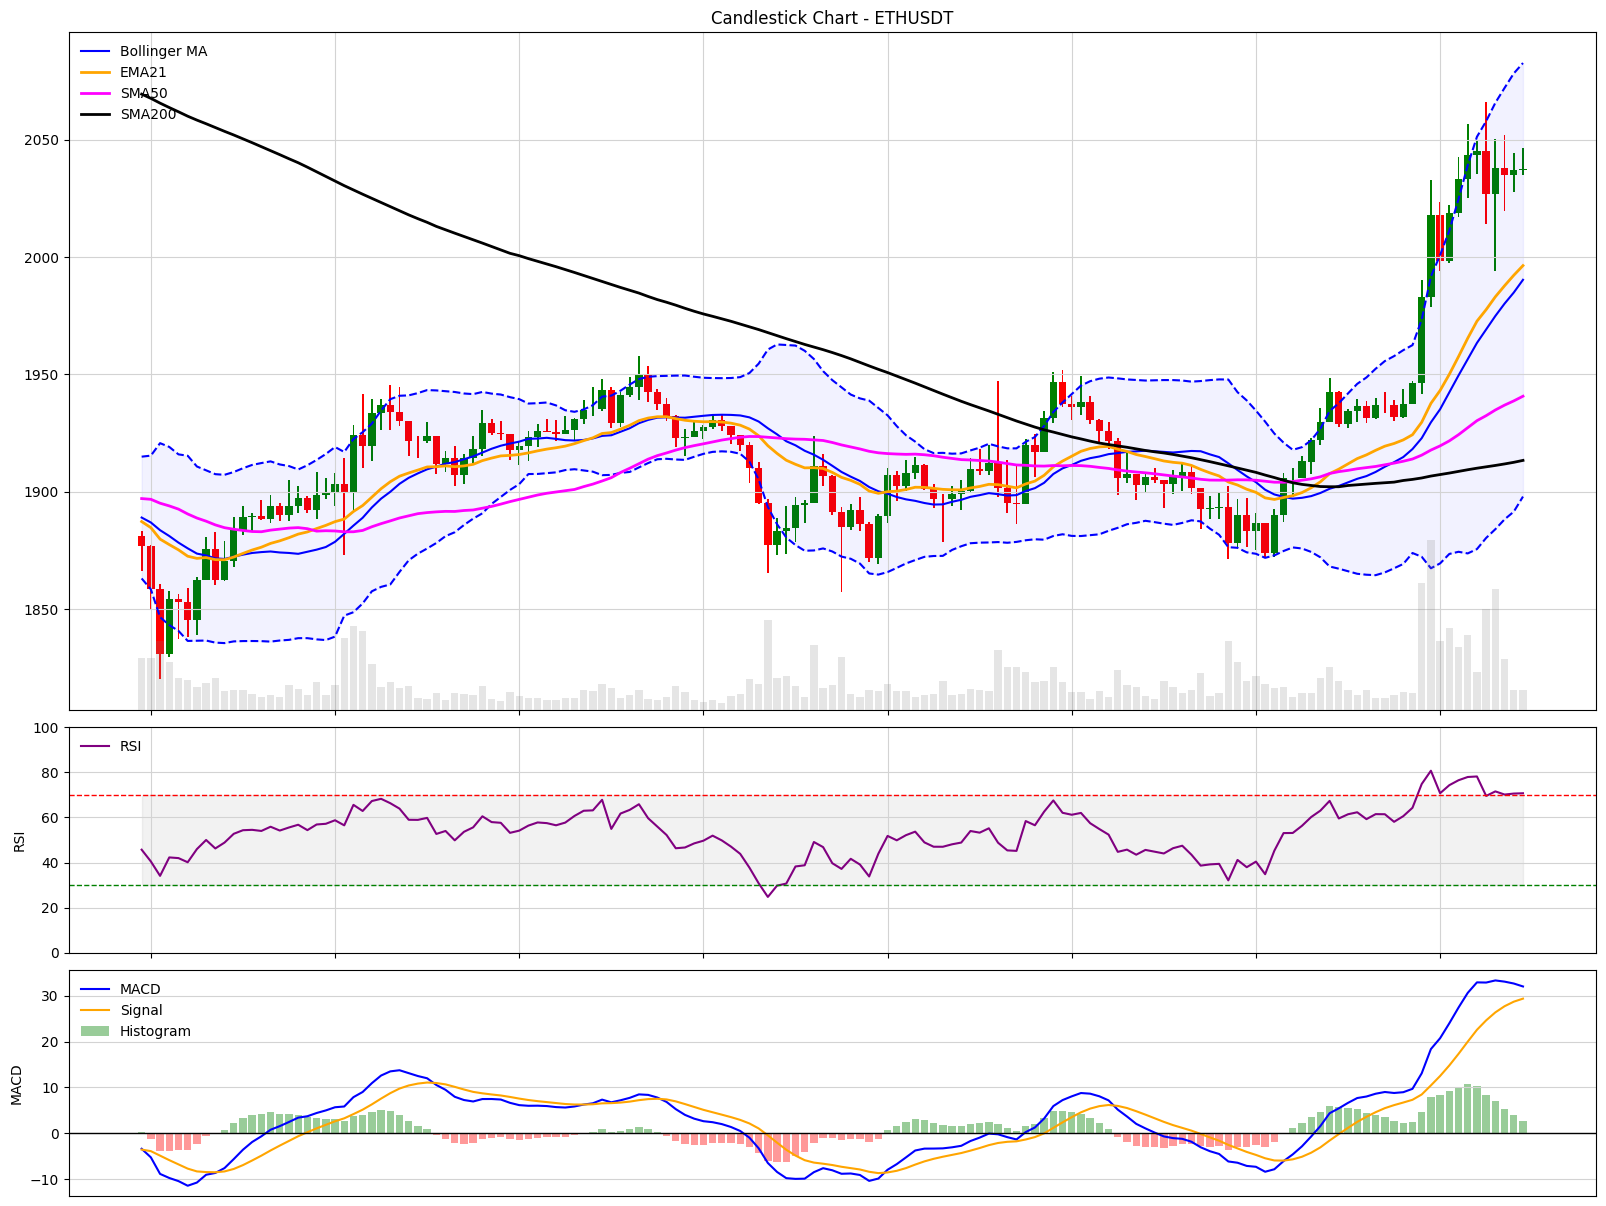 Candlestick Chart - ETHUSDT
Bollinger MA
EMA21
SMA50
SMA200
2050
2000
1950
1900
1850
100
80
60
40
20
0
RSI
RSI
30
20
10
0
−10
MACD
MACD
Signal
Histogram